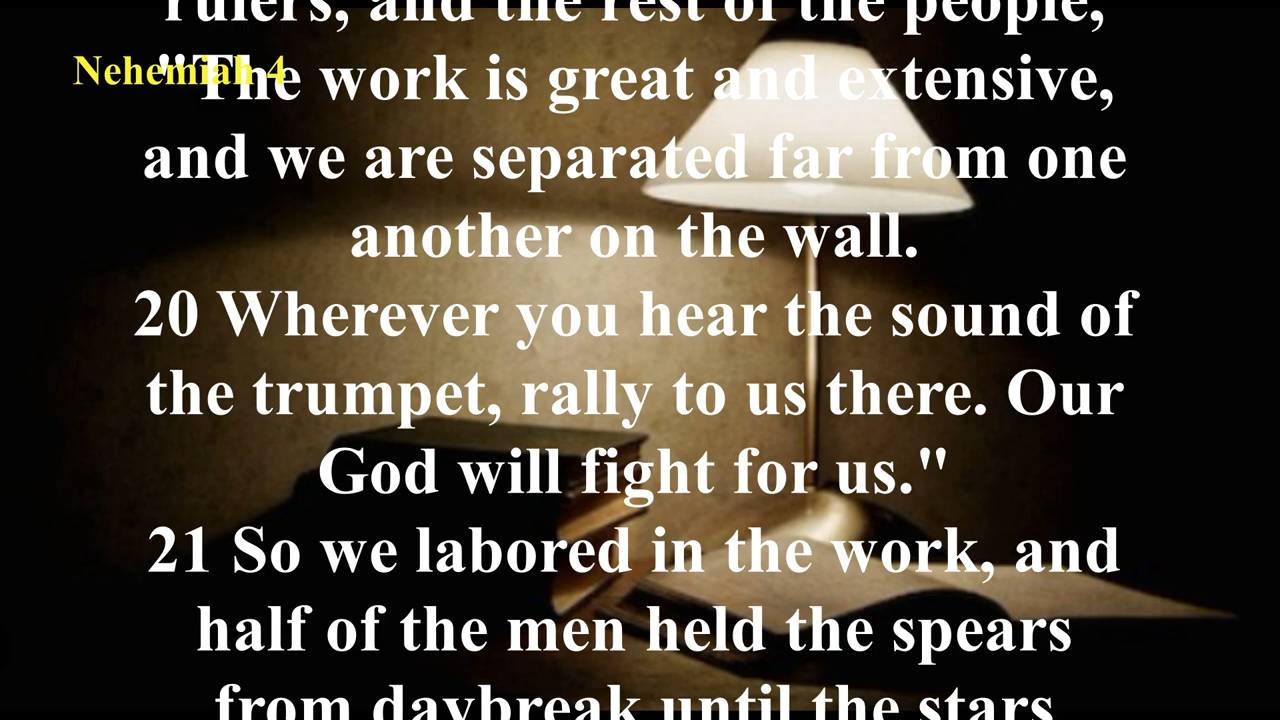 rulers, and the rest of the people,
Nehemiah 4
"The work is great and extensive,
and we are separated far from one
another on the wall.
20 Wherever you hear the sound of
the trumpet, rally to us there. Our
God will fight for us."
21 So we labored in the work, and
half of the men held the spears
from daybreak until the stars